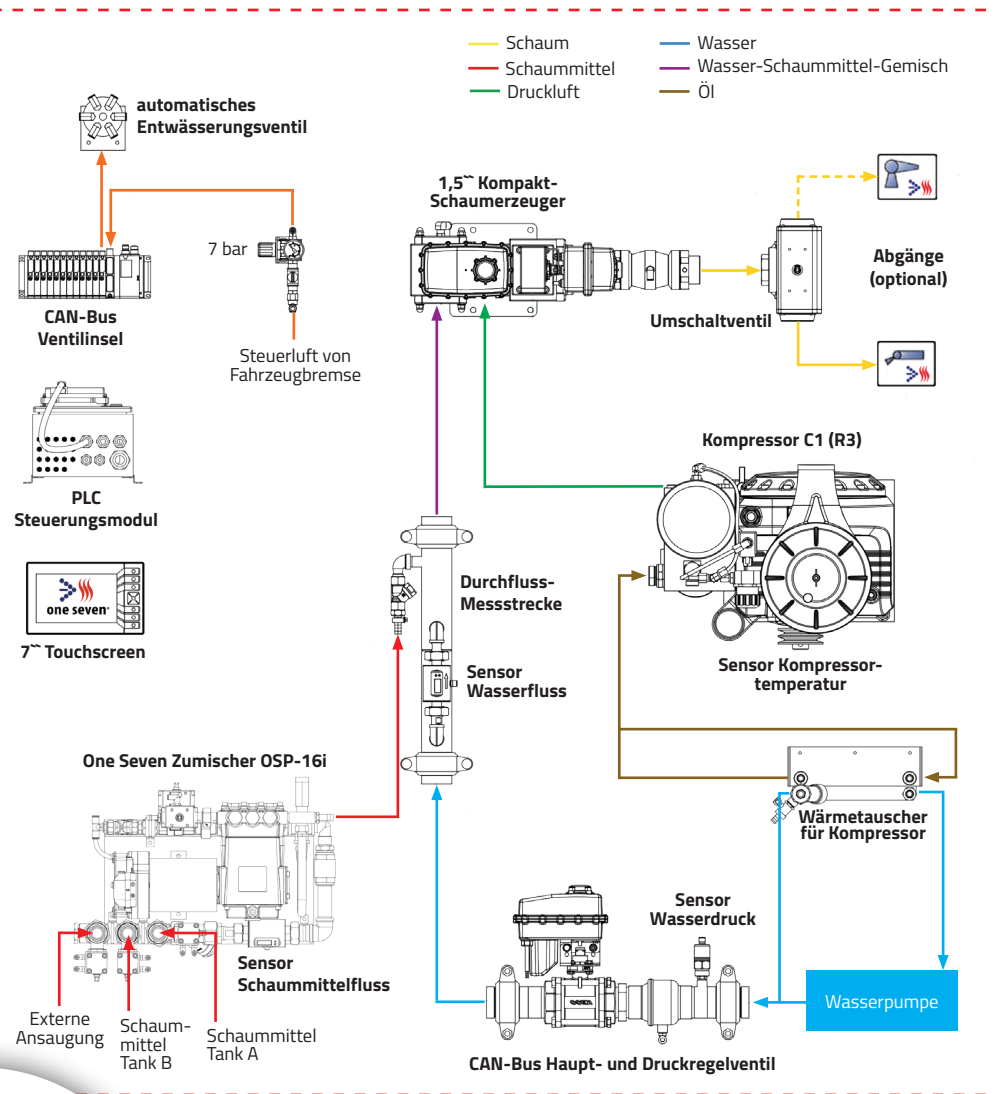 Schaum
Schaummittel
Druckluft
Wasser
Wasser-Schaummittel-Gemisch
Öl
automatisches
Entwässerungsventil
1,5˜ Kompakt-
Schaumerzeuger
7 bar
Abgänge
(optional)
CAN-Bus
Ventilinsel
Umschaltventil
Steuerluft von
Fahrzeugbremse
Kompressor C1 (R3)
PLC
Steuerungsmodul
Durchfluss-
Messstrecke
one seven®
7˜ Touchscreen
Sensor
Wasserfluss
Sensor Kompressor-
temperatur
One Seven Zumischer OSP-16i
Wärmetauscher
für Kompressor
Sensor
Wasserdruck
Sensor
Schaummittelfluss
Wasserpumpe
Externe
Ansaugung
Schaum-
mittel
Tank B
Schaummittel
Tank A
CAN-Bus Haupt- und Druckregelventil